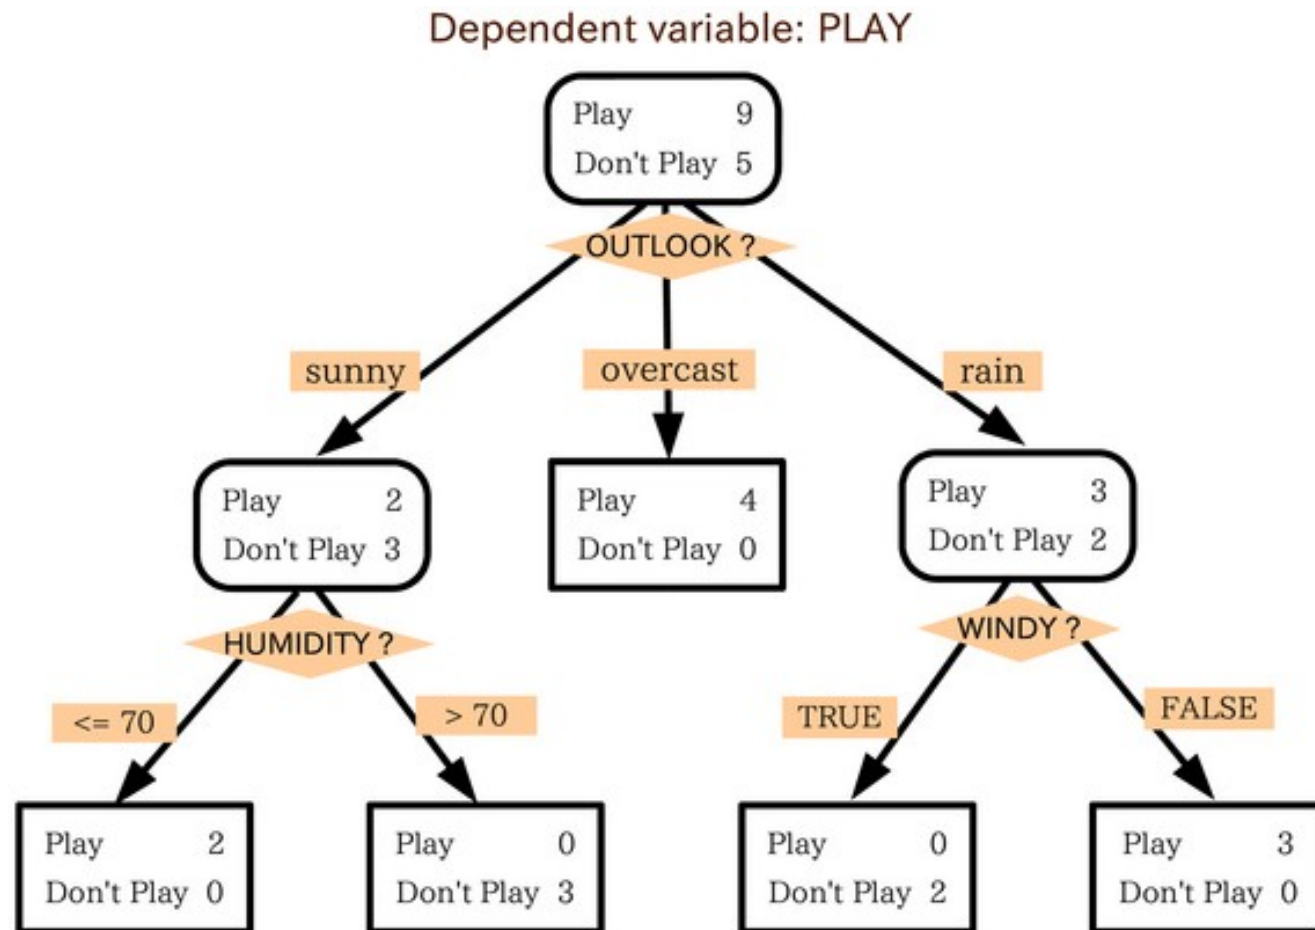 Dependent variable: PLAY
Play 9
Don't Play 5
OUTLOOK ?
sunny
overcast
rain
Play 2
Don't Play 3
Play 4
Don't Play 0
Play 3
Don't Play 2
HUMIDITY ?
WINDY ?
<= 70
> 70
TRUE
FALSE
Play 2
Don't Play 0
Play 0
Don't Play 3
Play 0
Don't Play 2
Play 3
Don't Play 0